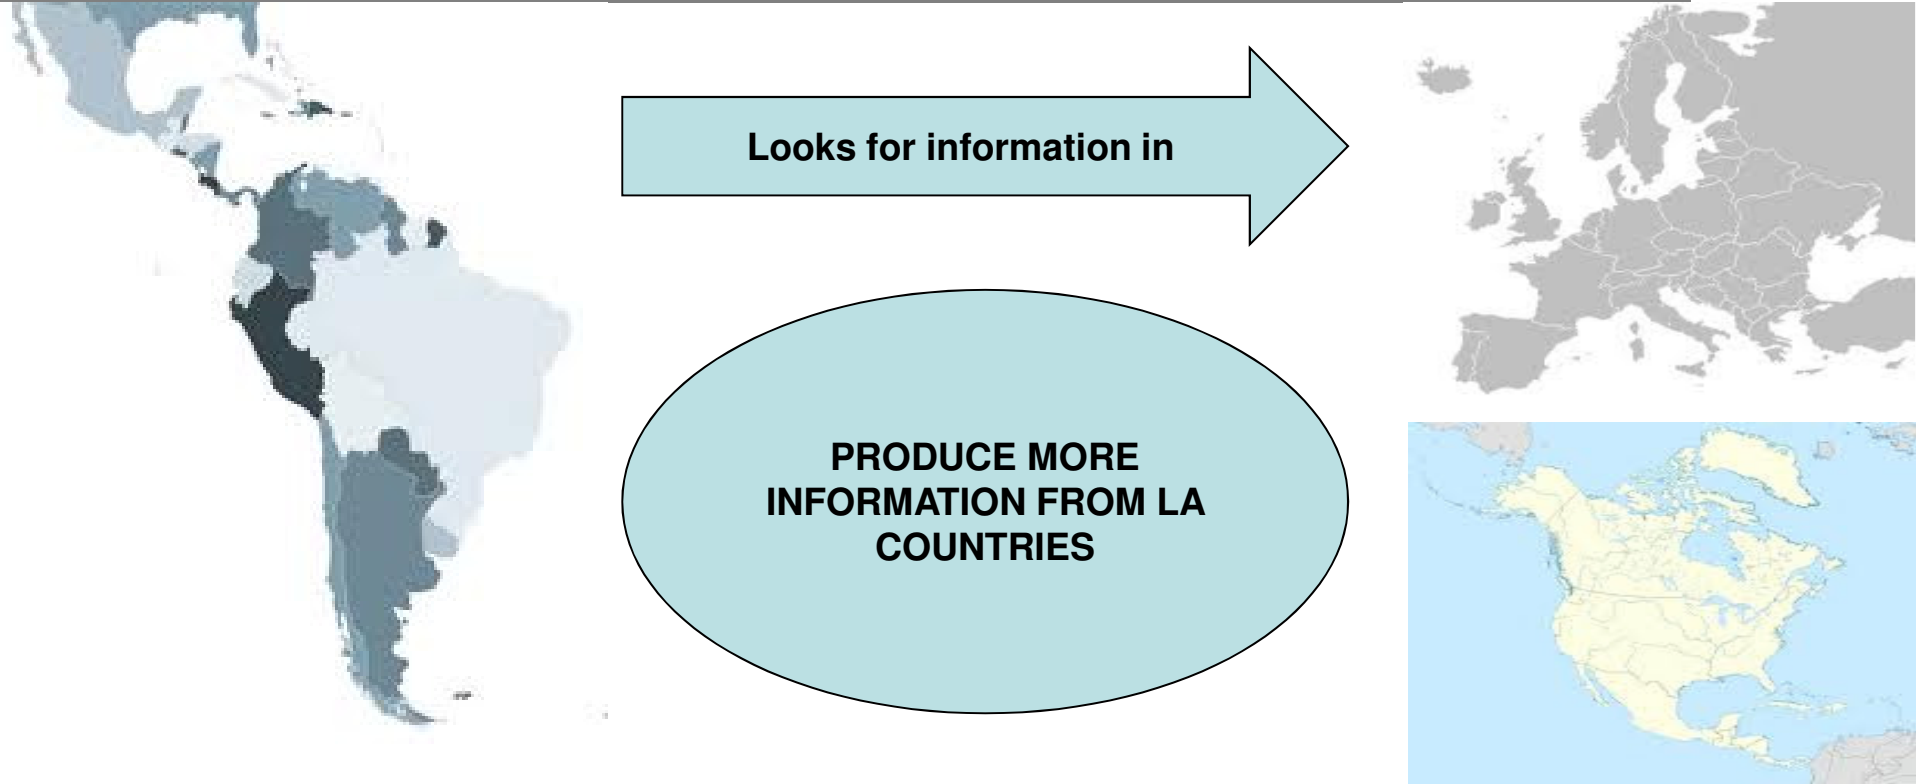 Looks for information in
PRODUCE MORE
INFORMATION FROM LA
COUNTRIES